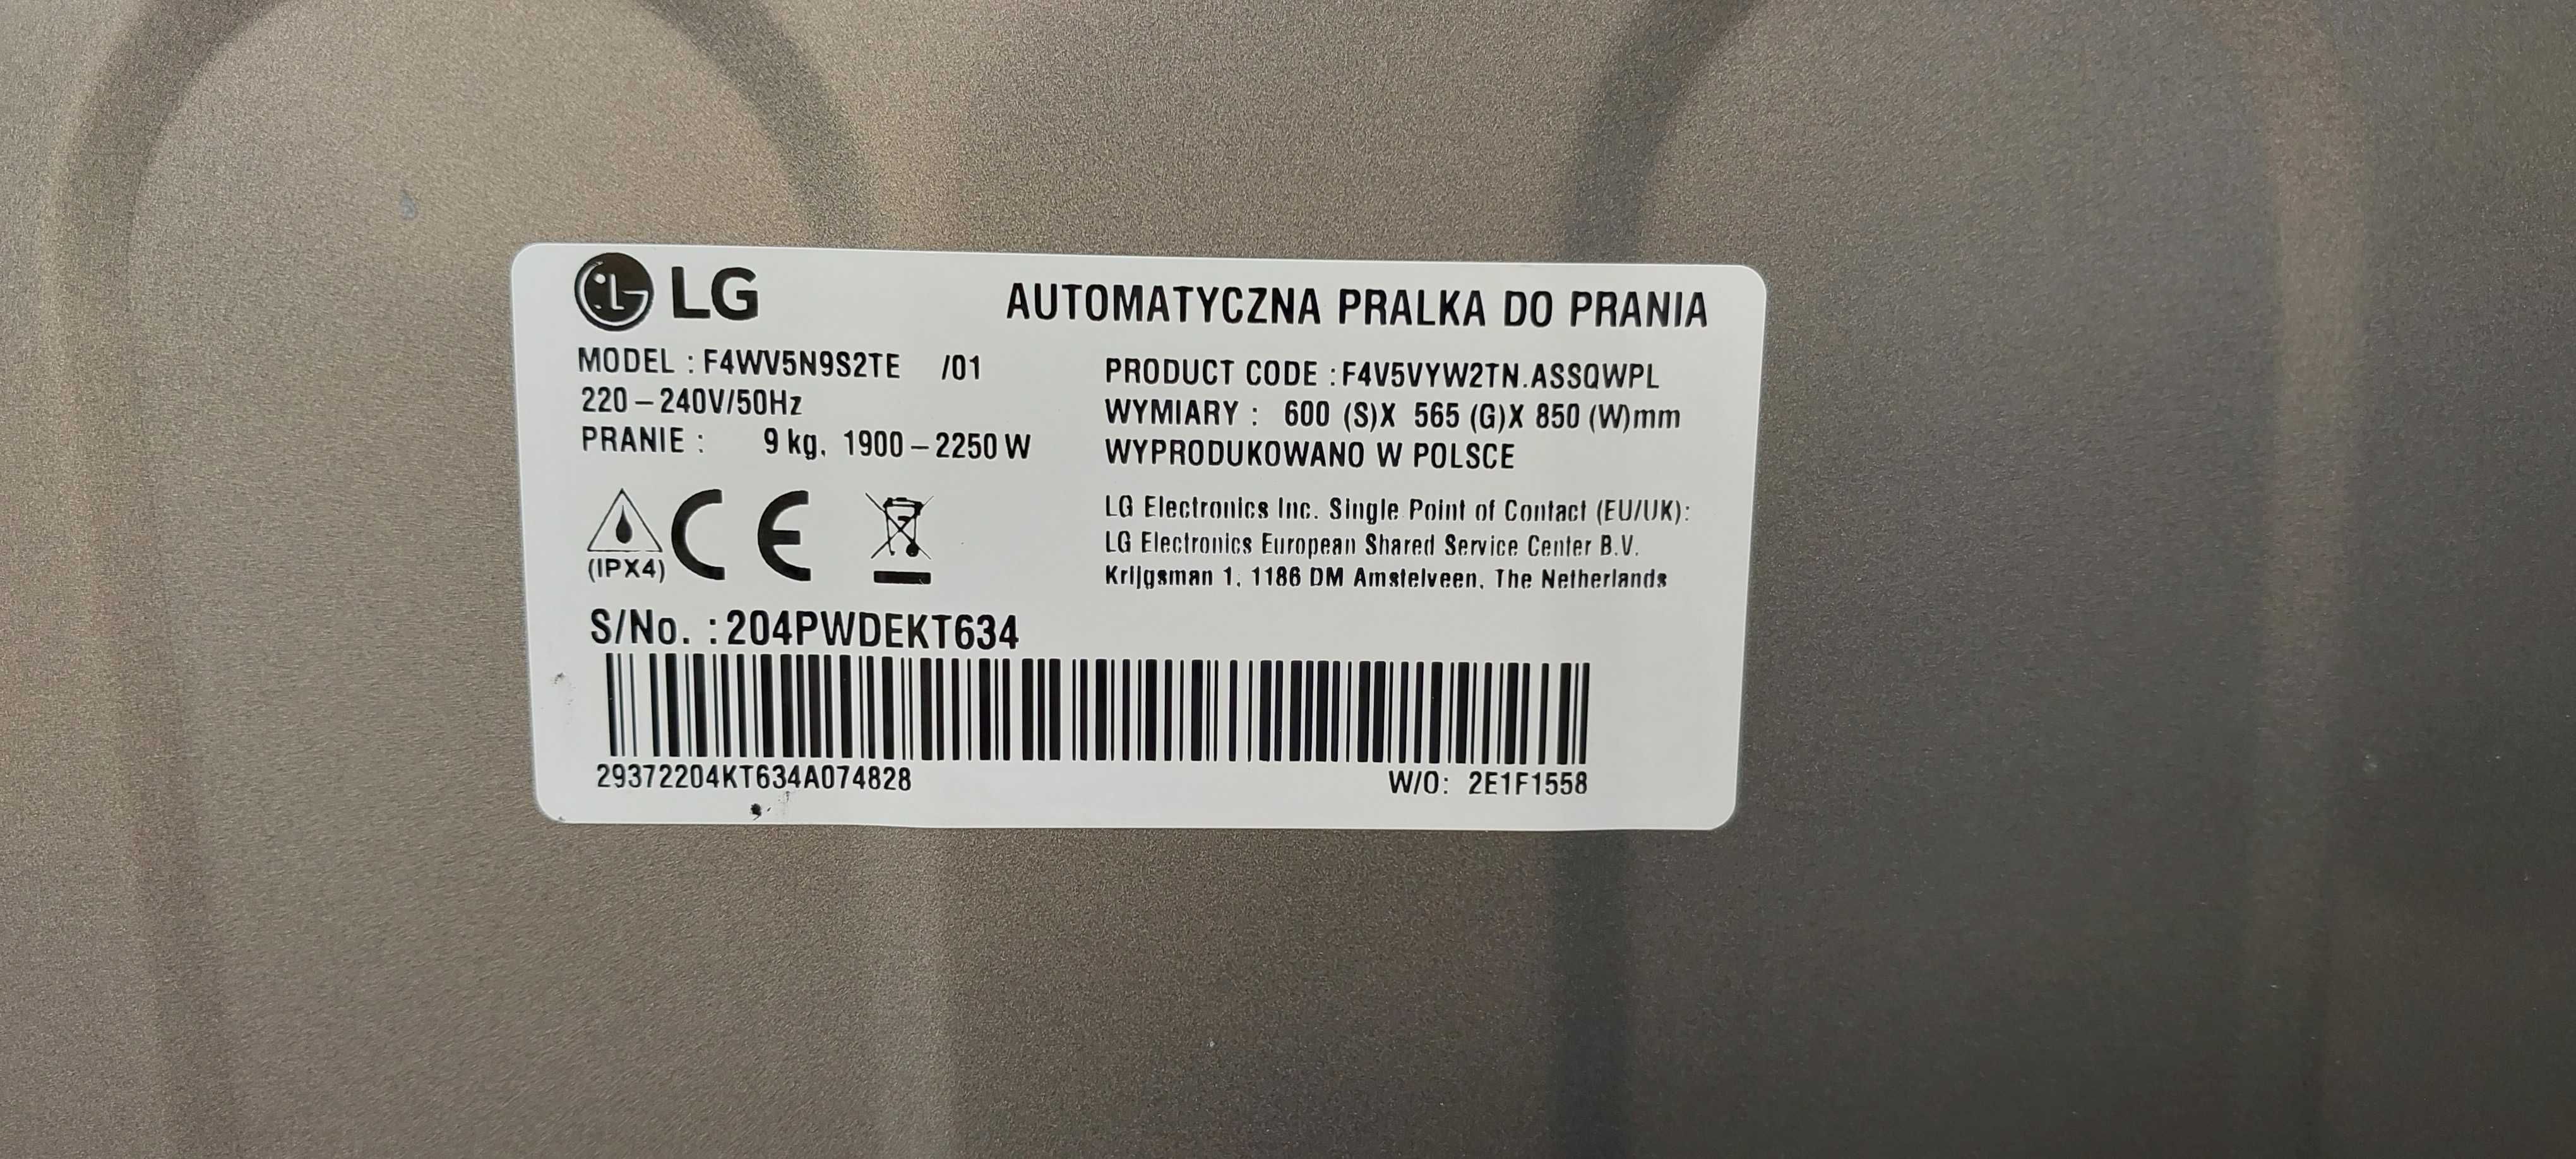 LG
AUTOMATYCZNA PRALKA DO PRANIA
MODEL : F4WV5N9S2TE /01
220-240V/50Hz
PRANIE : 9 kg, 1900-2250 W
PRODUCT CODE : F4V5VYW2TN.ASSQWPL
WYMIARY : 600 (S)X 565 (G)X 850 (W)mm
WYPRODUKOWANO W POLSCE
(IPX4)
CE
LG Electronics Inc. Single Point of Contact (EU/UK):
LG Electronics European Shared Service Center B.V.
Krijgsman 1, 1186 DM Amstelveen, The Netherlands
S/No. : 204PWDEKT634
29372204KT634A074828
W/O: 2E1F1558